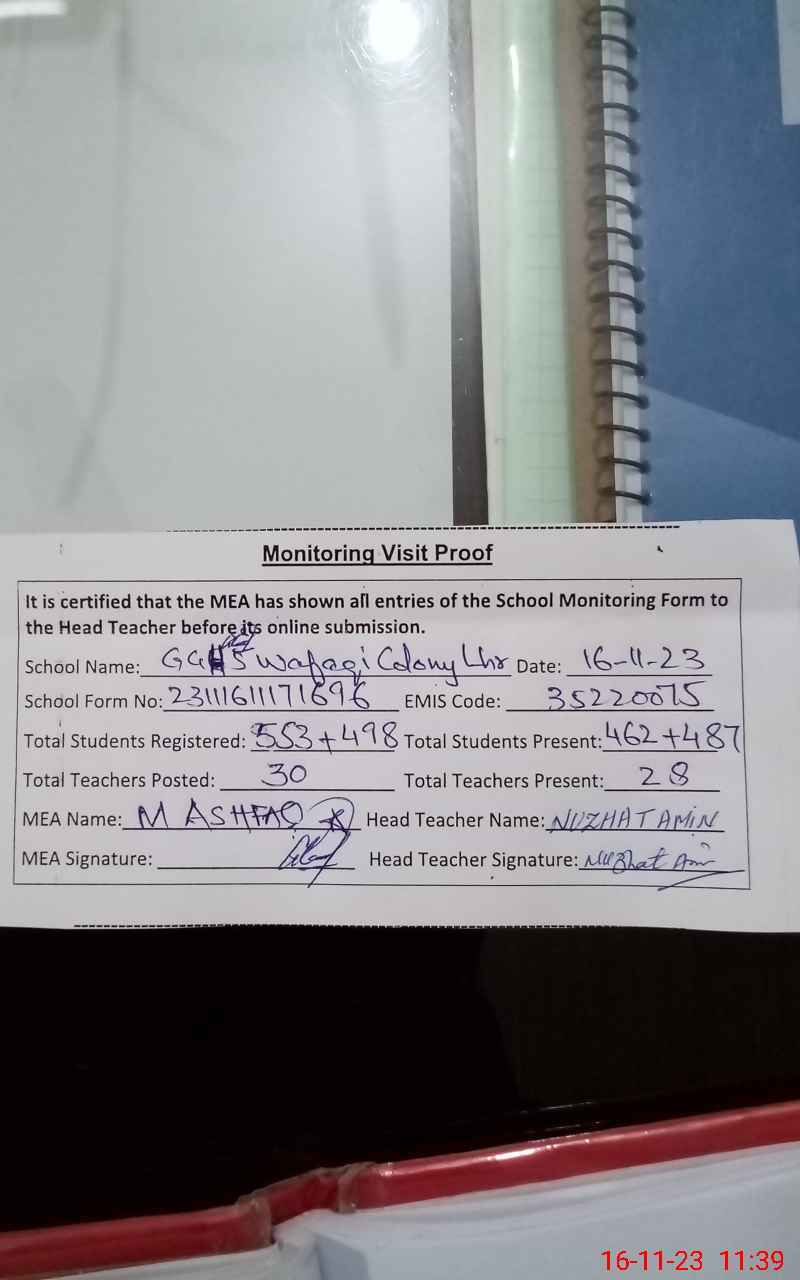 Monitoring Visit Proof
It is certified that the MEA has shown all entries of the School Monitoring Form to
the Head Teacher before its online submission.
School Name: GGHS Wafaqi Colony Lhr Date: 16-11-23
School Form No: 23111611171696 EMIS Code: 35220075
Total Students Registered: 553+498 Total Students Present: 462+487
Total Teachers Posted: 30 Total Teachers Present: 28
MEA Name: M ASHFAQ Head Teacher Name: NUZHAT AMIN
MEA Signature: Head Teacher Signature: Nuzhat Amin
16-11-23 11:39